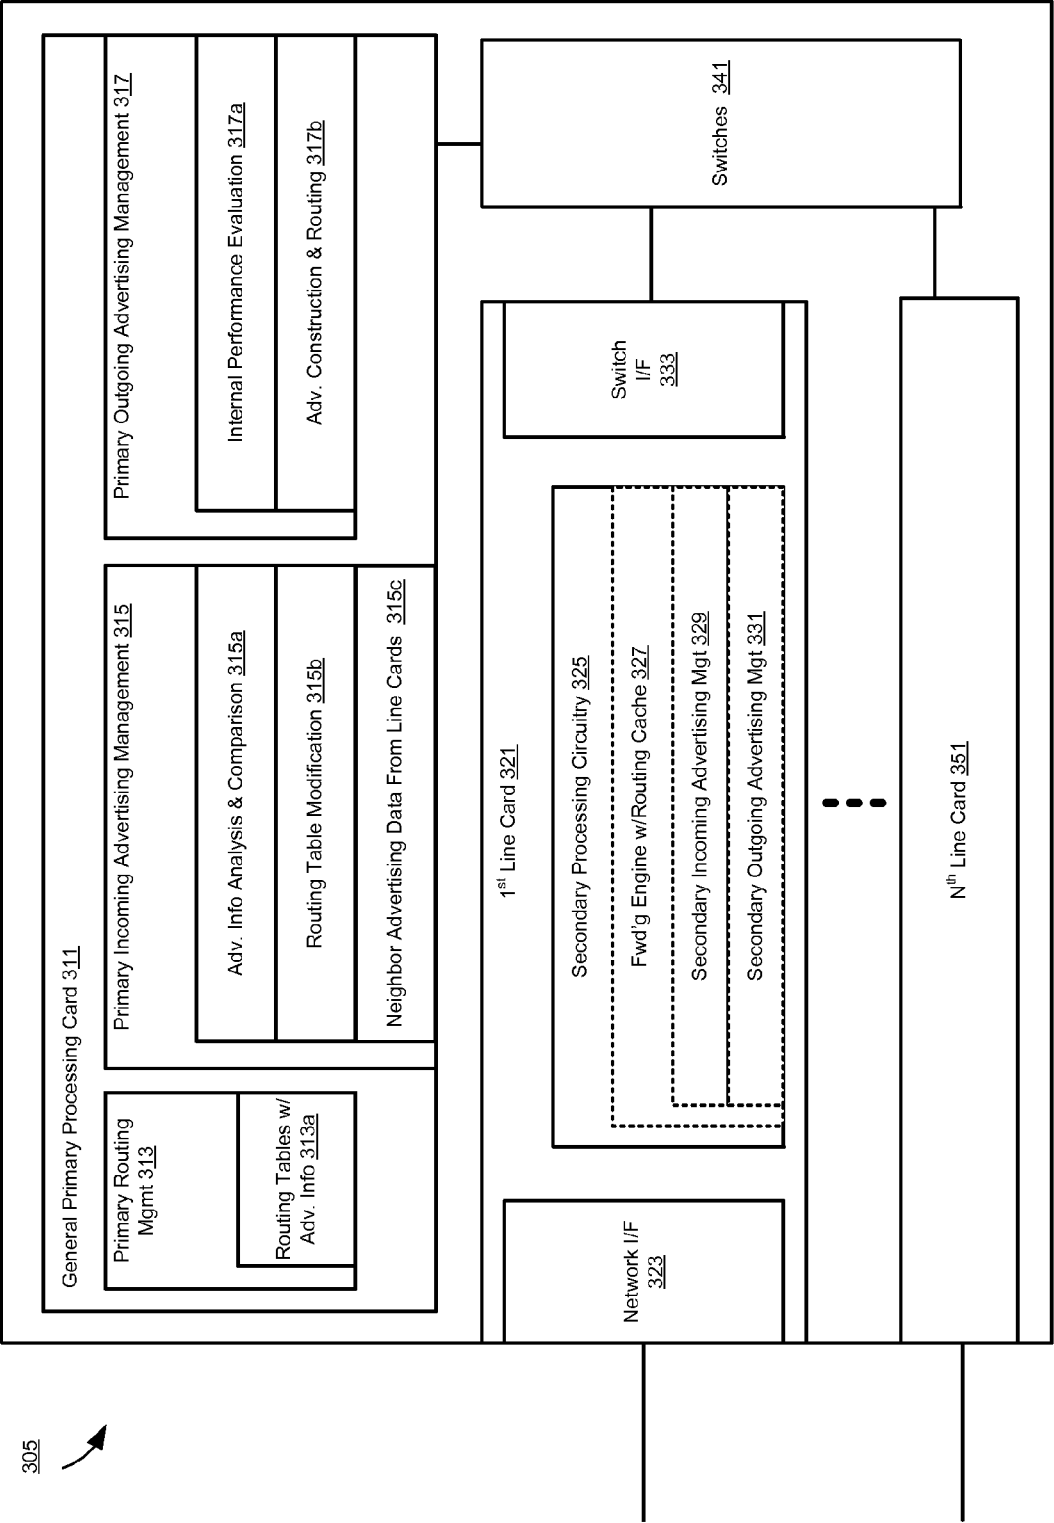 305
General Primary Processing Card 311
Primary Routing
Mgmt 313
Routing Tables w/
Adv. Info 313a
Primary Incoming Advertising Management 315
Adv. Info Analysis & Comparison 315a
Routing Table Modification 315b
Neighbor Advertising Data From Line Cards 315c
Primary Outgoing Advertising Management 317
Internal Performance Evaluation 317a
Adv. Construction & Routing 317b
1st Line Card 321
Network I/F
323
Secondary Processing Circuitry 325
Fwd'g Engine w/Routing Cache 327
Secondary Incoming Advertising Mgt 329
Secondary Outgoing Advertising Mgt 331
Switch
I/F
333
Switches 341
Nth Line Card 351